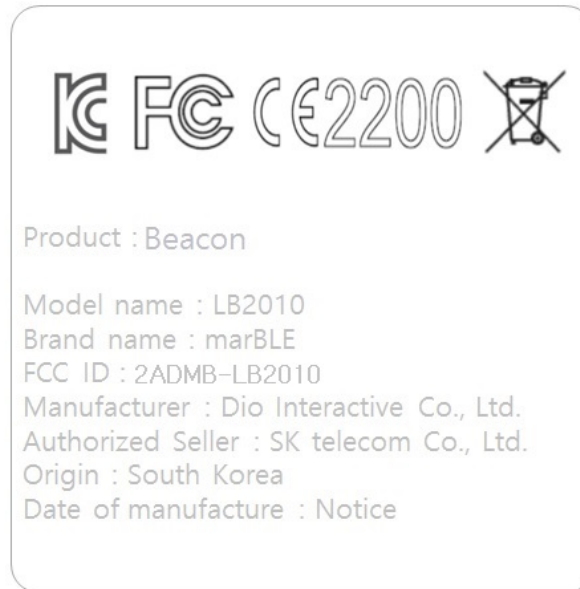 KC FC CE2200
Product : Beacon
Model name : LB2010
Brand name : marBLE
FCC ID : 2ADMB-LB2010
Manufacturer : Dio Interactive Co., Ltd.
Authorized Seller : SK telecom Co., Ltd.
Origin : South Korea
Date of manufacture : Notice